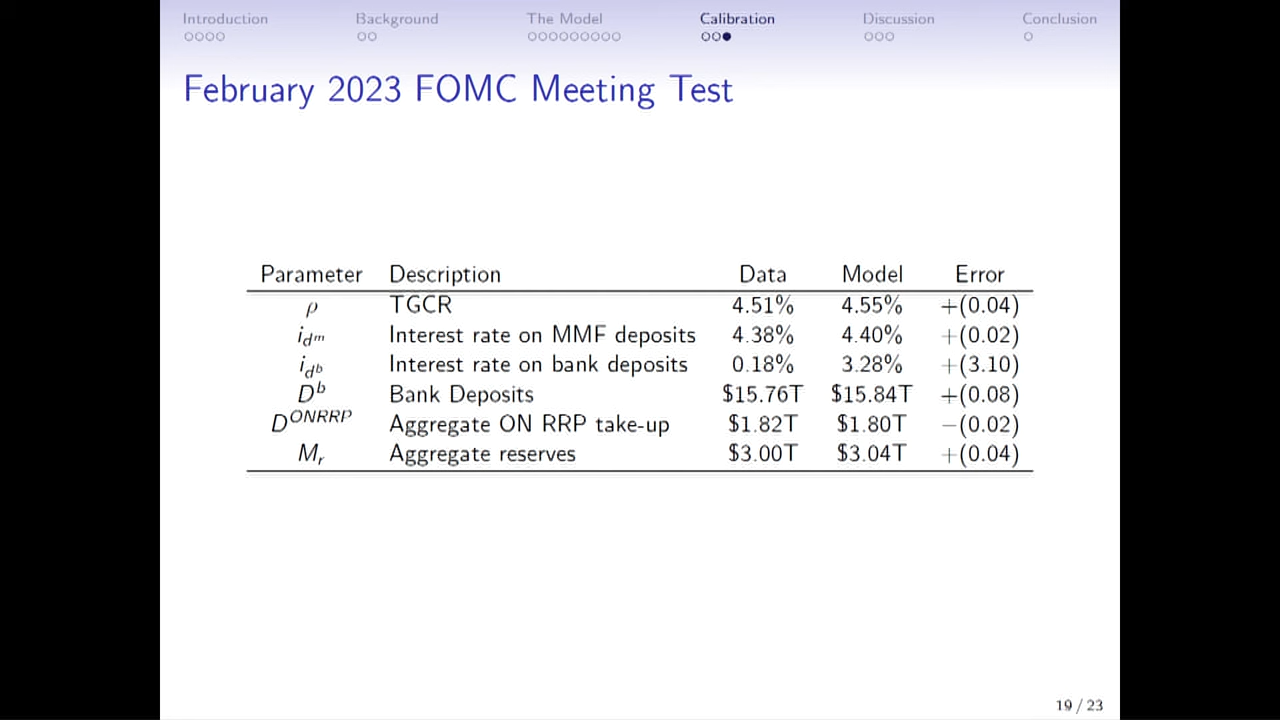 Introduction Background The Model Calibration Discussion Conclusion
February 2023 FOMC Meeting Test
Parameter Description Data Model Error
ρ TGCR 4.51% 4.55% +(0.04)
i_{d^m} Interest rate on MMF deposits 4.38% 4.40% +(0.02)
i_{d^b} Interest rate on bank deposits 0.18% 3.28% +(3.10)
D^b Bank Deposits $15.76T $15.84T +(0.08)
D^{ONRRP} Aggregate ON RRP take-up $1.82T $1.80T −(0.02)
M_r Aggregate reserves $3.00T $3.04T +(0.04)
19 / 23